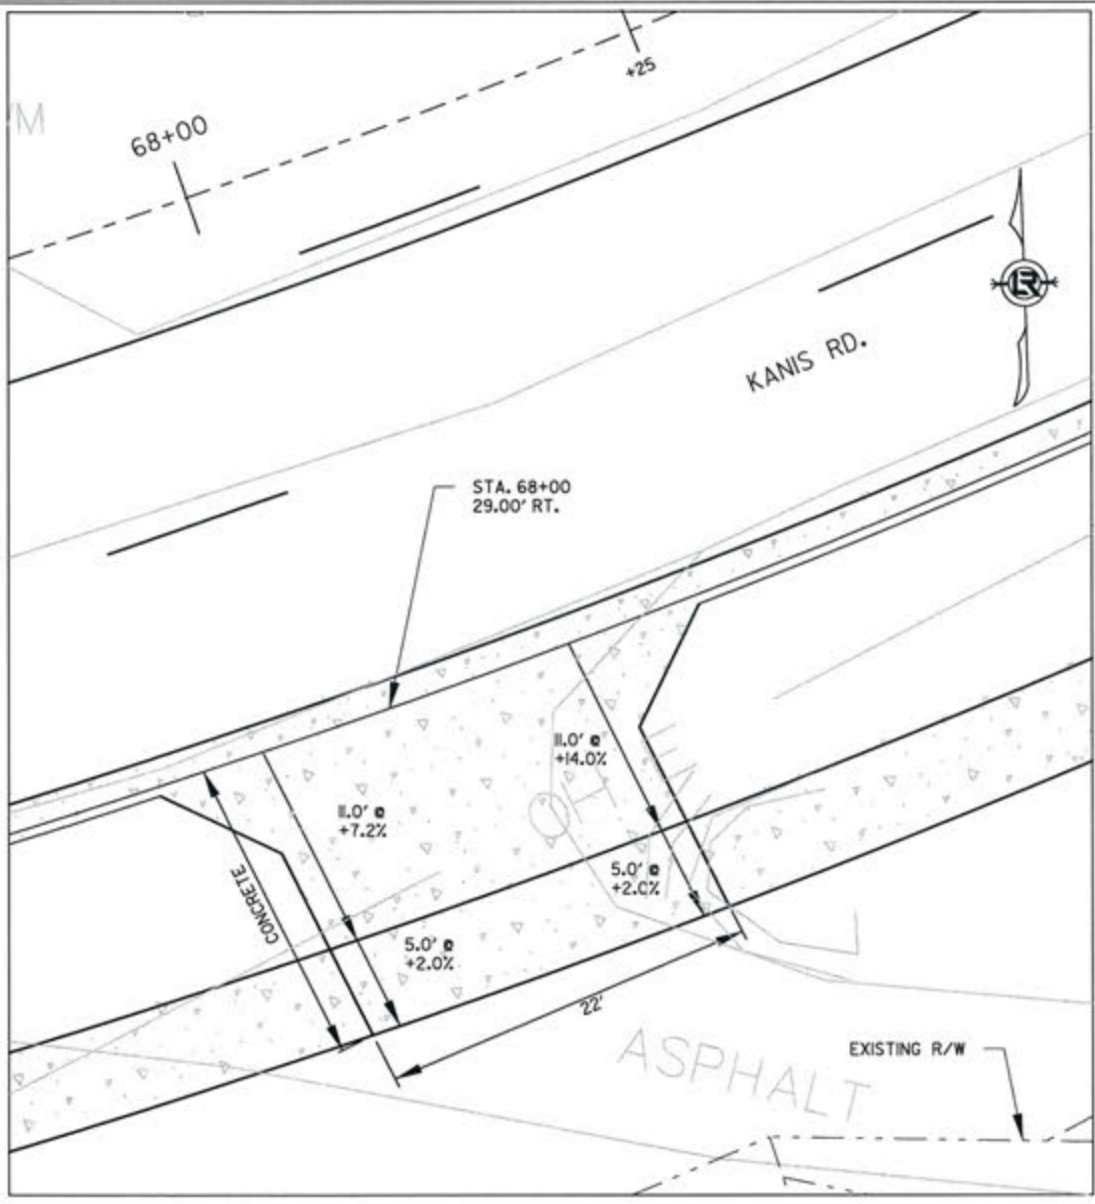 +25
68+00
'M
LR
KANIS RD.
STA. 68+00
29.00' RT.
11.0' @
+14.0%
11.0' @
+7.2%
5.0' @
+2.0%
CONCRETE
5.0' @
+2.0%
22'
ASPHALT
EXISTING R/W